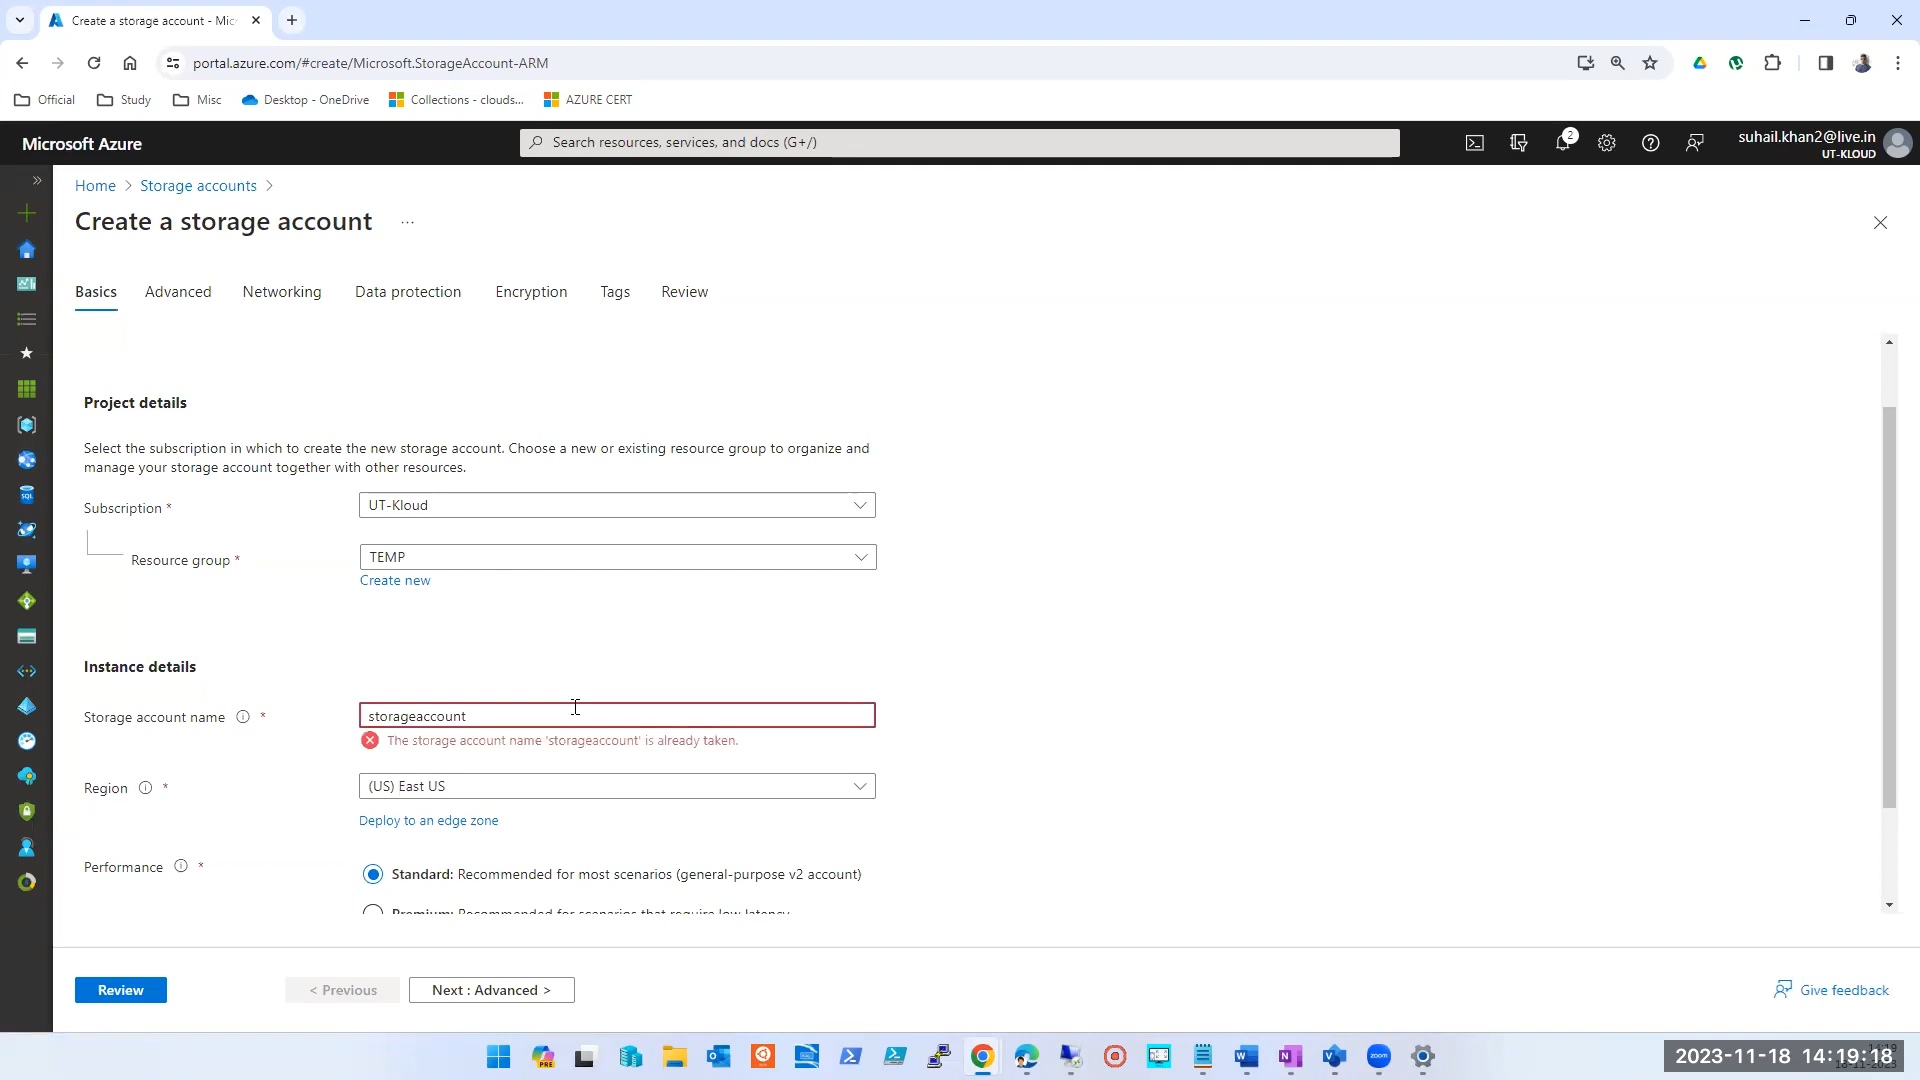 Create a storage account - Mic
portal.azure.com/#create/Microsoft.StorageAccount-ARM
Official
Study
Misc
Desktop - OneDrive
Collections - clouds...
AZURE CERT
Microsoft Azure
Search resources, services, and docs (G+/)
2
suhail.khan2@live.in
UT-KLOUD
Home > Storage accounts >
Create a storage account ...
Basics
Advanced
Networking
Data protection
Encryption
Tags
Review
Project details
Select the subscription in which to create the new storage account. Choose a new or existing resource group to organize and
manage your storage account together with other resources.
Subscription *
UT-Kloud
Resource group *
TEMP
Create new
Instance details
Storage account name *
storageaccount
The storage account name 'storageaccount' is already taken.
Region *
(US) East US
Deploy to an edge zone
Performance *
Standard: Recommended for most scenarios (general-purpose v2 account)
Premium: Recommended for scenarios that require low latency.
Review
< Previous
Next : Advanced >
Give feedback
SQL
PRE
zoom
2023-11-18 14:19:18